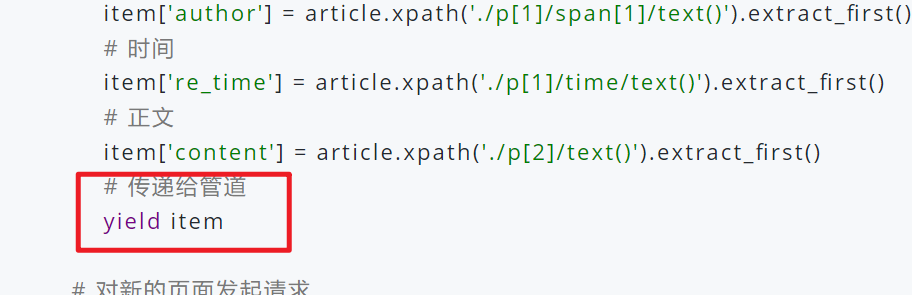 item['author'] = article.xpath('./p[1]/span[1]/text()').extract_first()
# 时间
item['re_time'] = article.xpath('./p[1]/time/text()').extract_first()
# 正文
item['content'] = article.xpath('./p[2]/text()').extract_first()
# 传递给管道
yield item
# 对新的页面发起请求